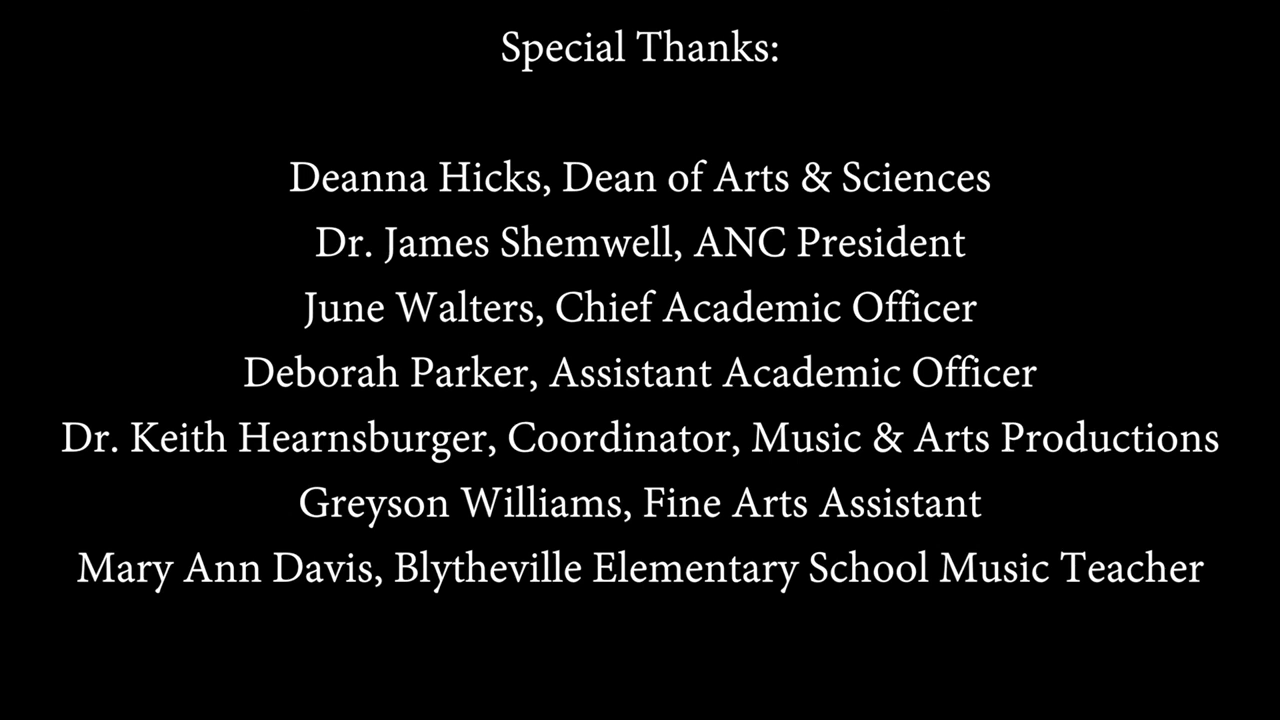 Special Thanks:
Deanna Hicks, Dean of Arts & Sciences
Dr. James Shemwell, ANC President
June Walters, Chief Academic Officer
Deborah Parker, Assistant Academic Officer
Dr. Keith Hearnsburger, Coordinator, Music & Arts Productions
Greyson Williams, Fine Arts Assistant
Mary Ann Davis, Blytheville Elementary School Music Teacher